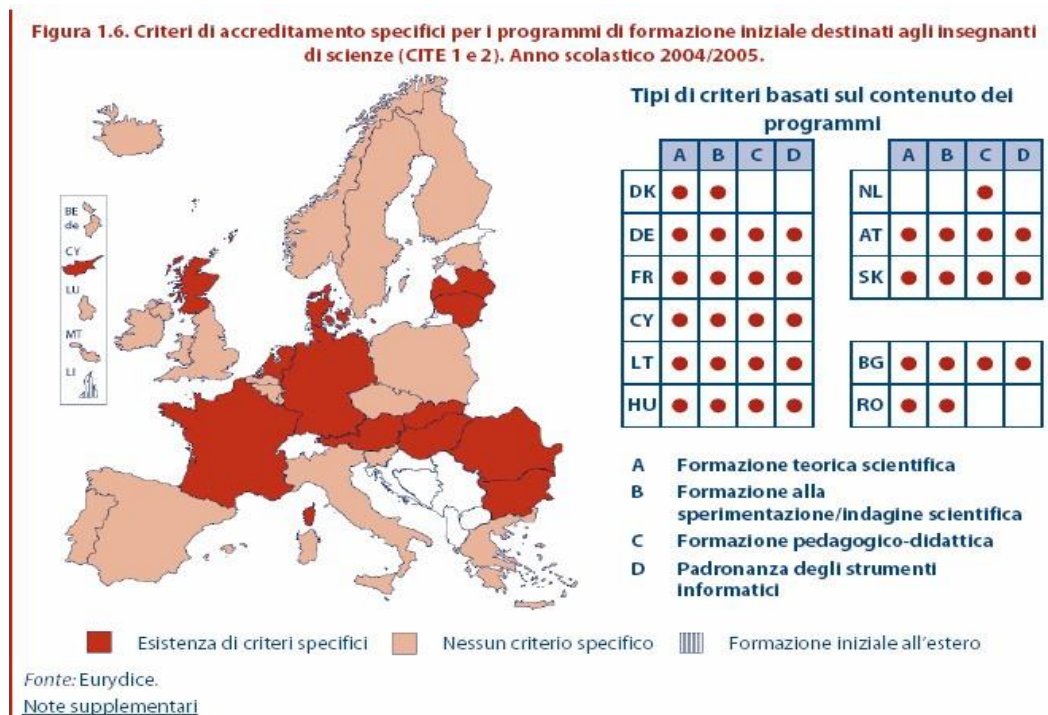 Figura 1.6. Criteri di accreditamento specifici per i programmi di formazione iniziale destinati agli insegnanti
di scienze (CITE 1 e 2). Anno scolastico 2004/2005.
Tipi di criteri basati sul contenuto dei
programmi
A B C D
DK
DE
FR
CY
LT
HU
A B C D
NL
AT
SK
BG
RO
BE
de
CY
LU
MT
LI
A Formazione teorica scientifica
B Formazione alla
sperimentazione/indagine scientifica
C Formazione pedagogico-didattica
D Padronanza degli strumenti
informatici
Esistenza di criteri specifici Nessun criterio specifico Formazione iniziale all'estero
Fonte: Eurydice.
Note supplementari